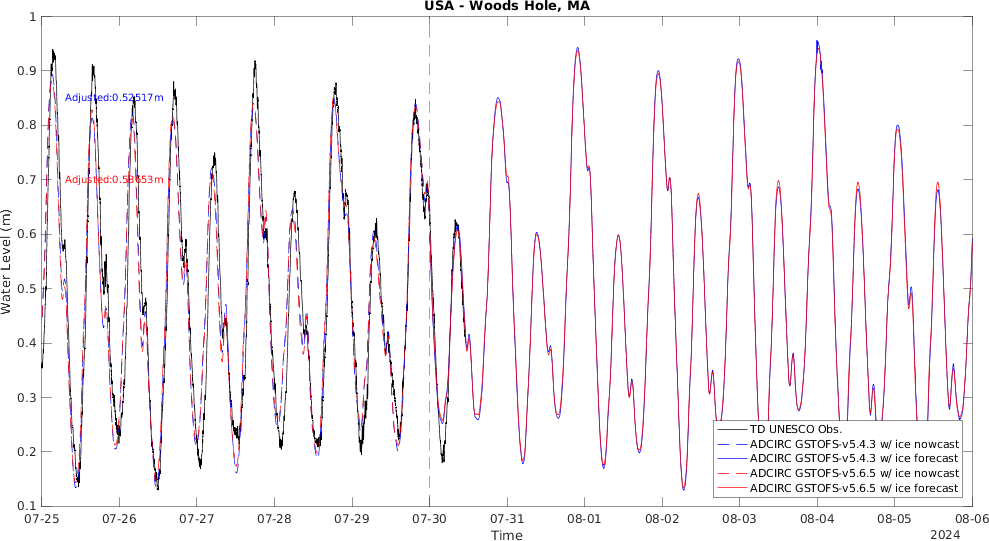 USA - Woods Hole, MA
Water Level (m)
1
0.9
0.8
0.7
0.6
0.5
0.4
0.3
0.2
0.1
Adjusted:0.52517m
Adjusted:0.53653m
TD UNESCO Obs.
ADCIRC GSTOFS-v5.4.3 w/ ice nowcast
ADCIRC GSTOFS-v5.4.3 w/ ice forecast
ADCIRC GSTOFS-v5.6.5 w/ ice nowcast
ADCIRC GSTOFS-v5.6.5 w/ ice forecast
07-25 07-26 07-27 07-28 07-29 07-30 07-31 08-01 08-02 08-03 08-04 08-05 08-06
Time
2024